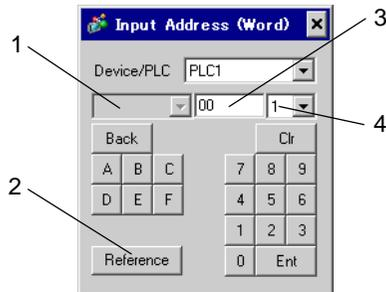 Input Address (Word)
1
3
Device/PLC PLC1
00 1
4
Back Clr
A B C 7 8 9
2
D E F 4 5 6
1 2 3
Reference 0 Ent